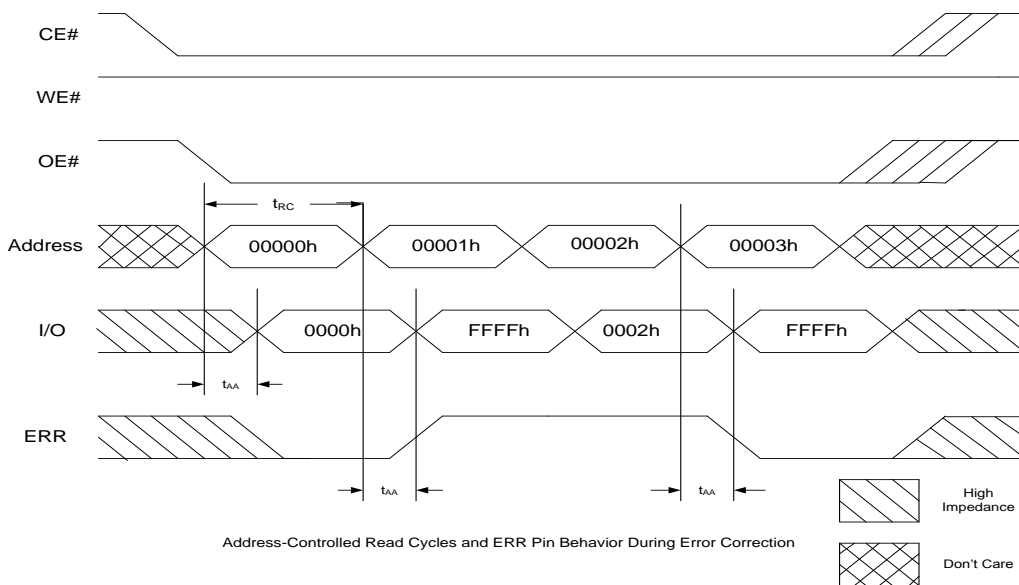 CE#
WE#
OE#
tRC
Address
00000h
00001h
00002h
00003h
I/O
0000h
FFFFh
0002h
FFFFh
tAA
ERR
tAA
tAA
High
Impedance
Address-Controlled Read Cycles and ERR Pin Behavior During Error Correction
Don't Care